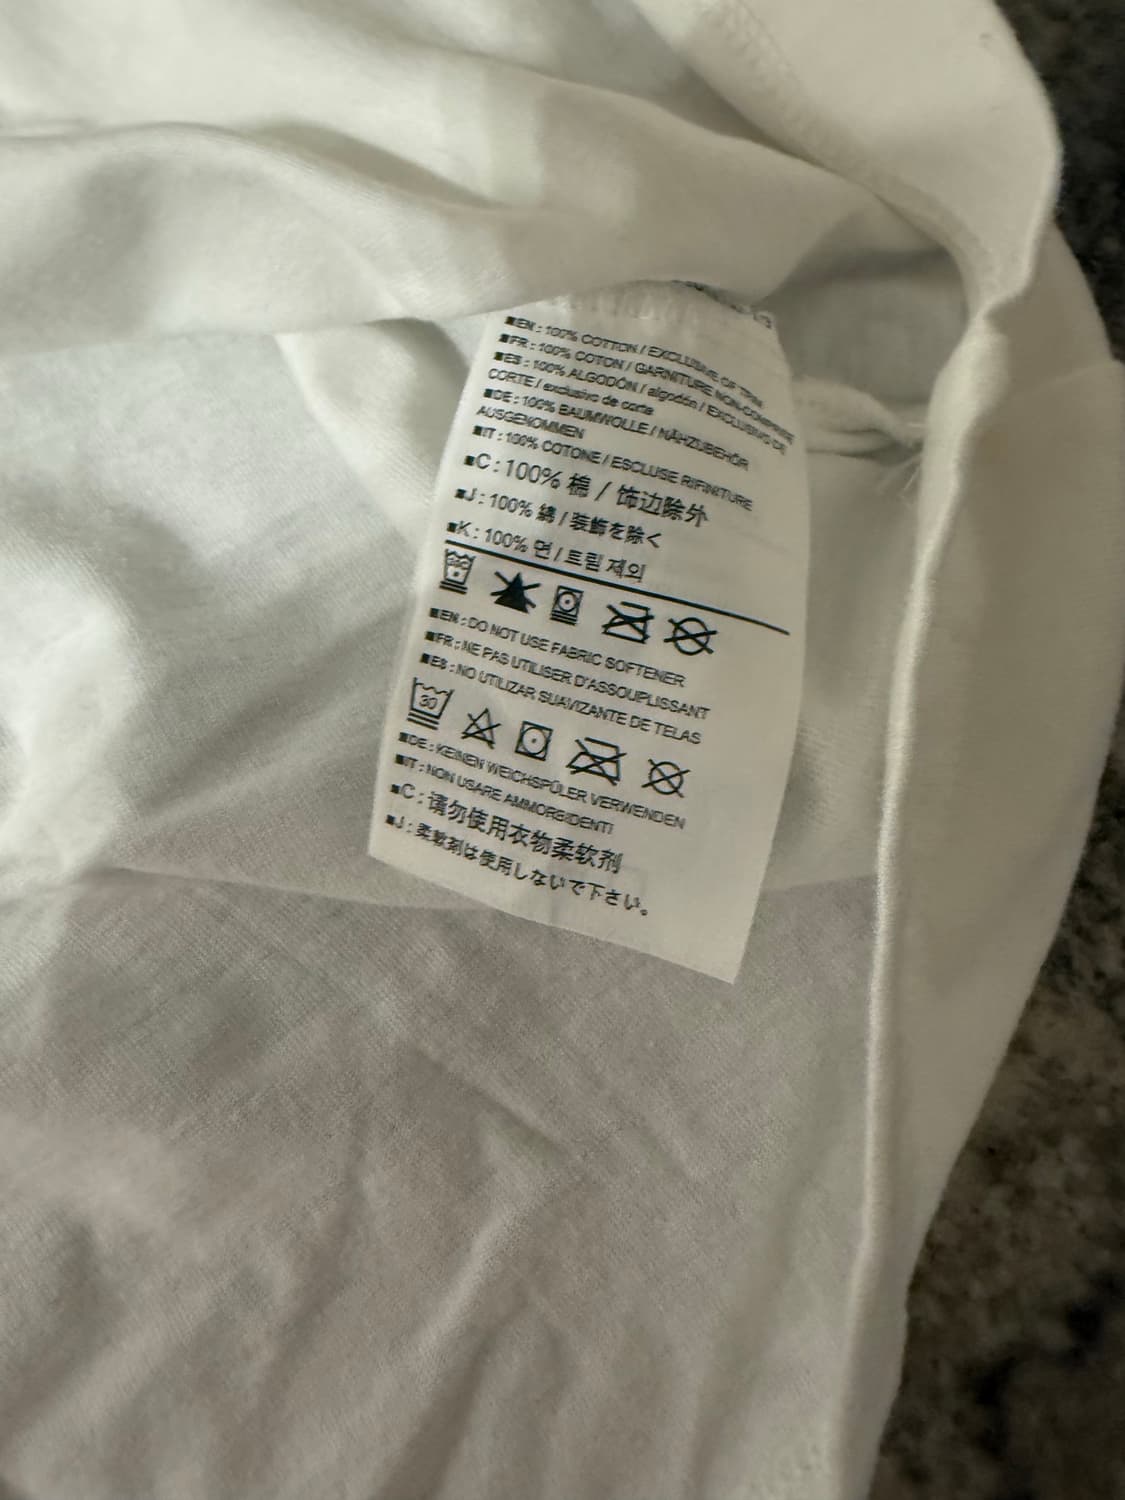 ■EN : 100% COTTON / EXCLUSIVE OF TRIM
■FR : 100% COTON / GARNITURE NON-COMPRISE
■ES : 100% ALGODÓN / algodón / EXCLUSIVO DE
CORTE / exclusivo de corte
■DE : 100% BAUMWOLLE / NÄHZUBEHÖR
AUSGENOMMEN
■IT : 100% COTONE / ESCLUSE RIFINITURE
■C : 100% 棉 / 饰边除外
■J : 100% 綿 / 装飾を除く
■K : 100% 면 / 트림 제외
■EN : DO NOT USE FABRIC SOFTENER
■FR : NE PAS UTILISER D'ASSOUPLISSANT
■ES : NO UTILIZAR SUAVIZANTE DE TELAS
30
■DE : KEINEN WEICHSPÜLER VERWENDEN
■IT : NON USARE AMMORBIDENTI
■C : 请勿使用衣物柔软剂
■J : 柔軟剤は使用しないで下さい。